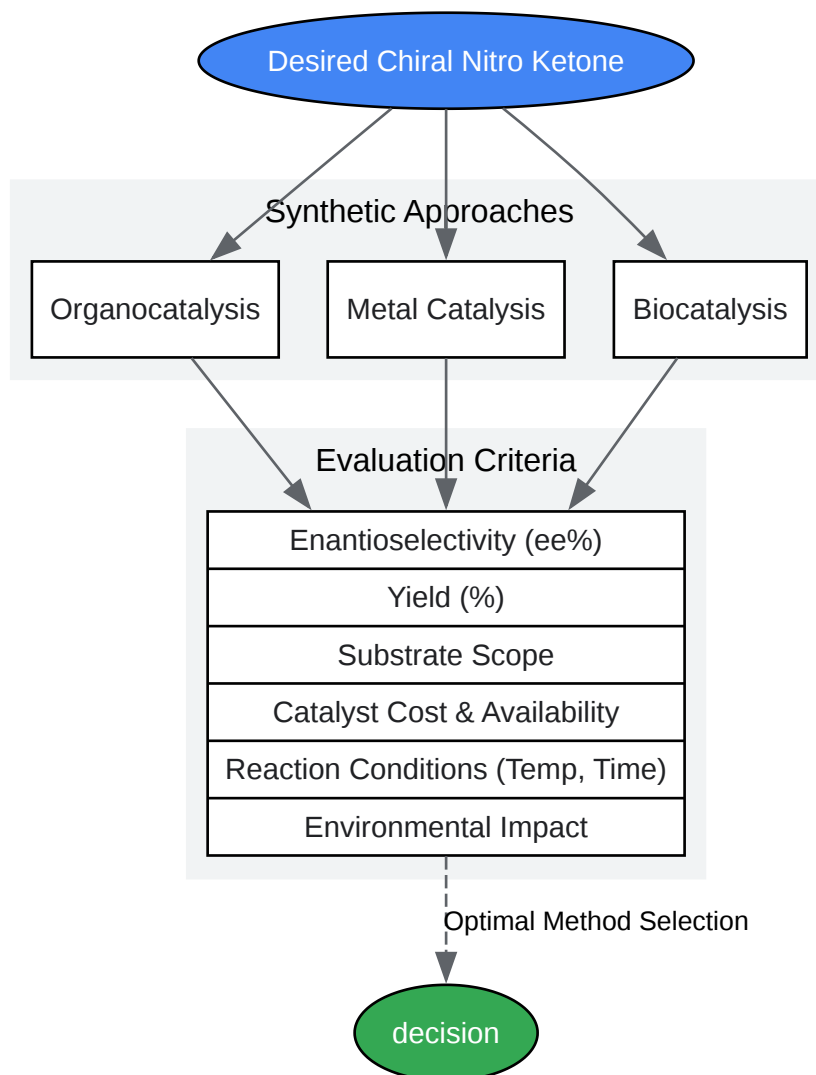 Desired Chiral Nitro Ketone
Synthetic Approaches
Organocatalysis
Metal Catalysis
Biocatalysis
Evaluation Criteria
Enantioselectivity (ee%)
Yield (%)
Substrate Scope
Catalyst Cost & Availability
Reaction Conditions (Temp, Time)
Environmental Impact
Optimal Method Selection
decision